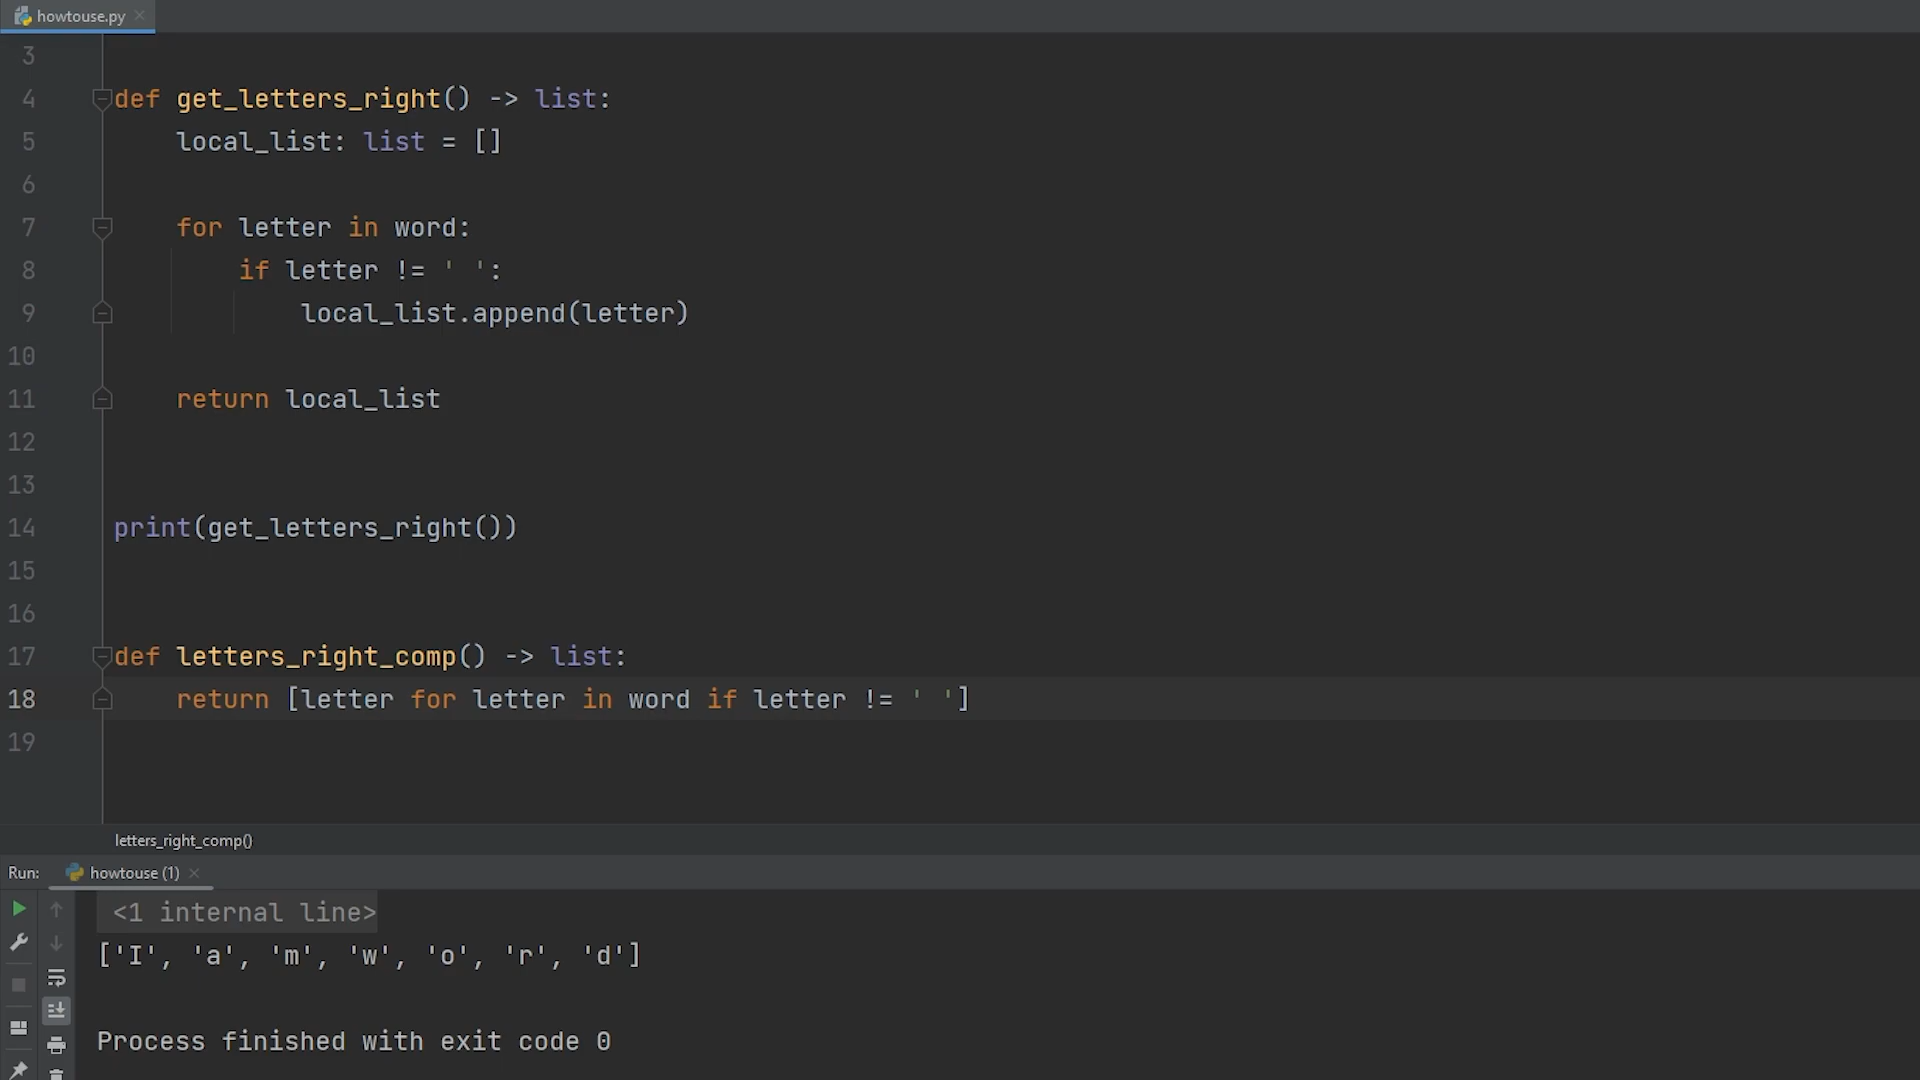 howtouse.py
3
4 def get_letters_right() -> list:
5 local_list: list = []
6
7 for letter in word:
8 if letter != ' ':
9 local_list.append(letter)
10
11 return local_list
12
13
14 print(get_letters_right())
15
16
17 def letters_right_comp() -> list:
18 return [letter for letter in word if letter != ' ']
19
letters_right_comp()
Run: howtouse (1)
<1 internal line>
['I', 'a', 'm', 'w', 'o', 'r', 'd']
Process finished with exit code 0